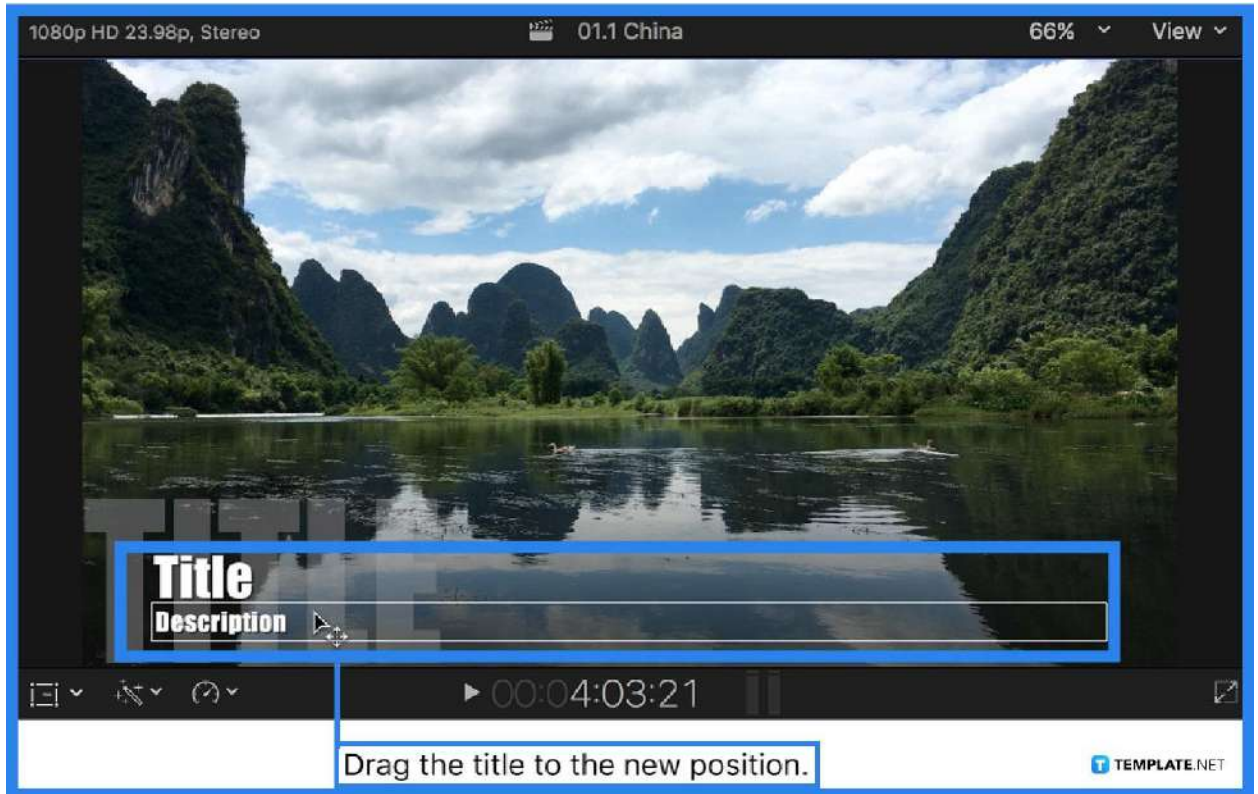 1080p HD 23.98p, Stereo
01.1 China
66%
View
TITLE
Title
Description
00:04:03:21
Drag the title to the new position.
T TEMPLATE.NET